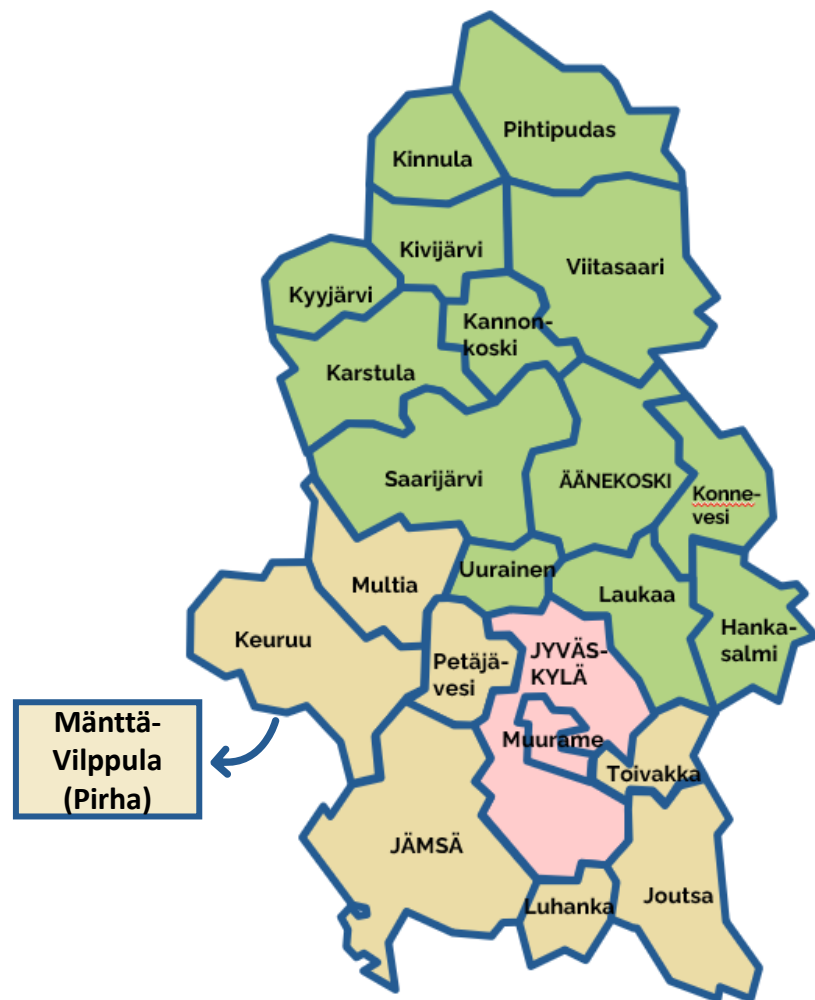 Pihtipudas
Kinnula
Kivijärvi
Viitasaari
Kyyjärvi
Kannon-
koski
Karstula
Saarijärvi
ÄÄNEKOSKI
Konne-
vesi
Uurainen
Multia
Laukaa
Keuruu
Hanka-
salmi
Petäjä-
vesi
JYVÄS-
KYLÄ
Mänttä-
Vilppula
(Pirha)
Muurame
Toivakka
JÄMSÄ
Luhanka
Joutsa